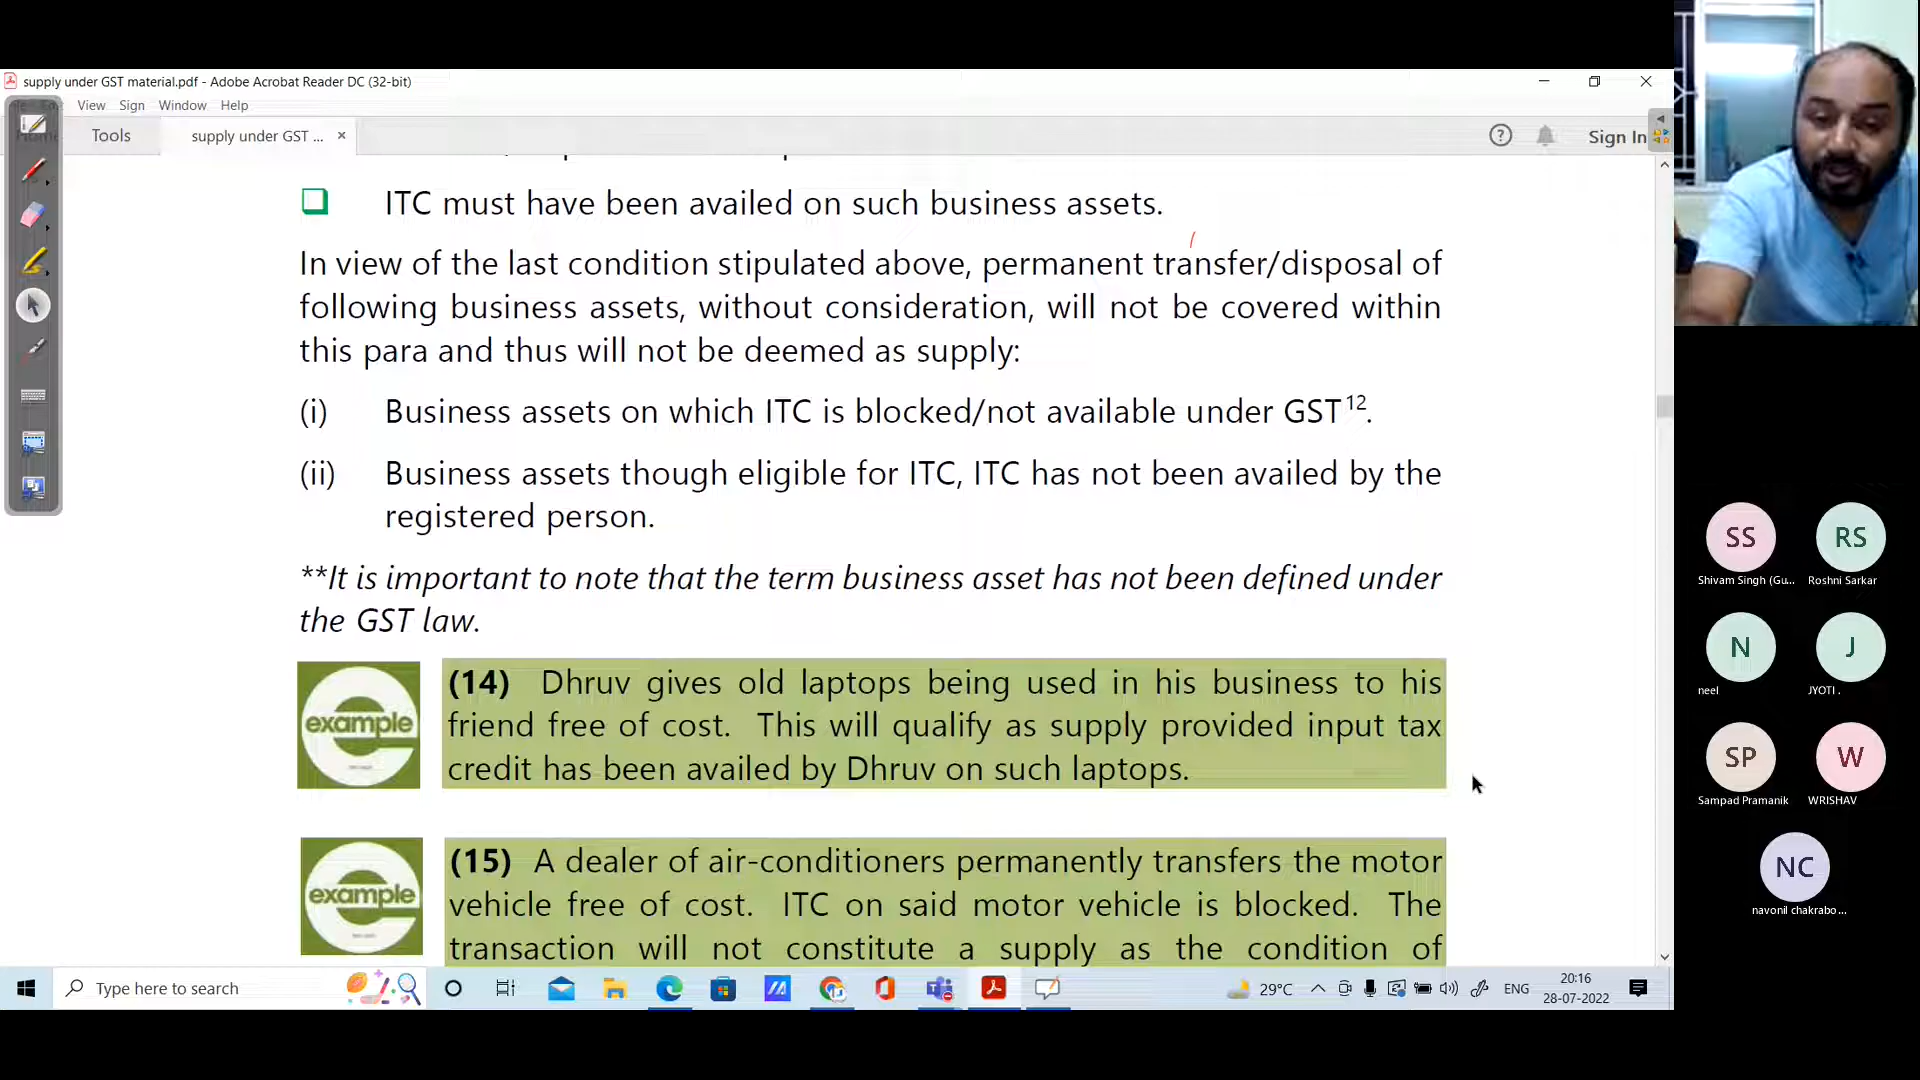 supply under GST material.pdf - Adobe Acrobat Reader DC (32-bit)
View Sign Window Help
Tools supply under GST ... Sign In
ITC must have been availed on such business assets.
In view of the last condition stipulated above, permanent transfer/disposal of
following business assets, without consideration, will not be covered within
this para and thus will not be deemed as supply:
(i) Business assets on which ITC is blocked/not available under GST12.
(ii) Business assets though eligible for ITC, ITC has not been availed by the
registered person.
**It is important to note that the term business asset has not been defined under
the GST law.
example
(14) Dhruv gives old laptops being used in his business to his
friend free of cost. This will qualify as supply provided input tax
credit has been availed by Dhruv on such laptops.
example
(15) A dealer of air-conditioners permanently transfers the motor
vehicle free of cost. ITC on said motor vehicle is blocked. The
transaction will not constitute a supply as the condition of
Type here to search
29°C ENG 20:16
28-07-2022
SS RS
Shivam Singh (Gu... Roshni Sarkar
N J
neel JYOTI .
SP W
Sampad Pramanik WRISHAV
NC
navonil chakrabo...